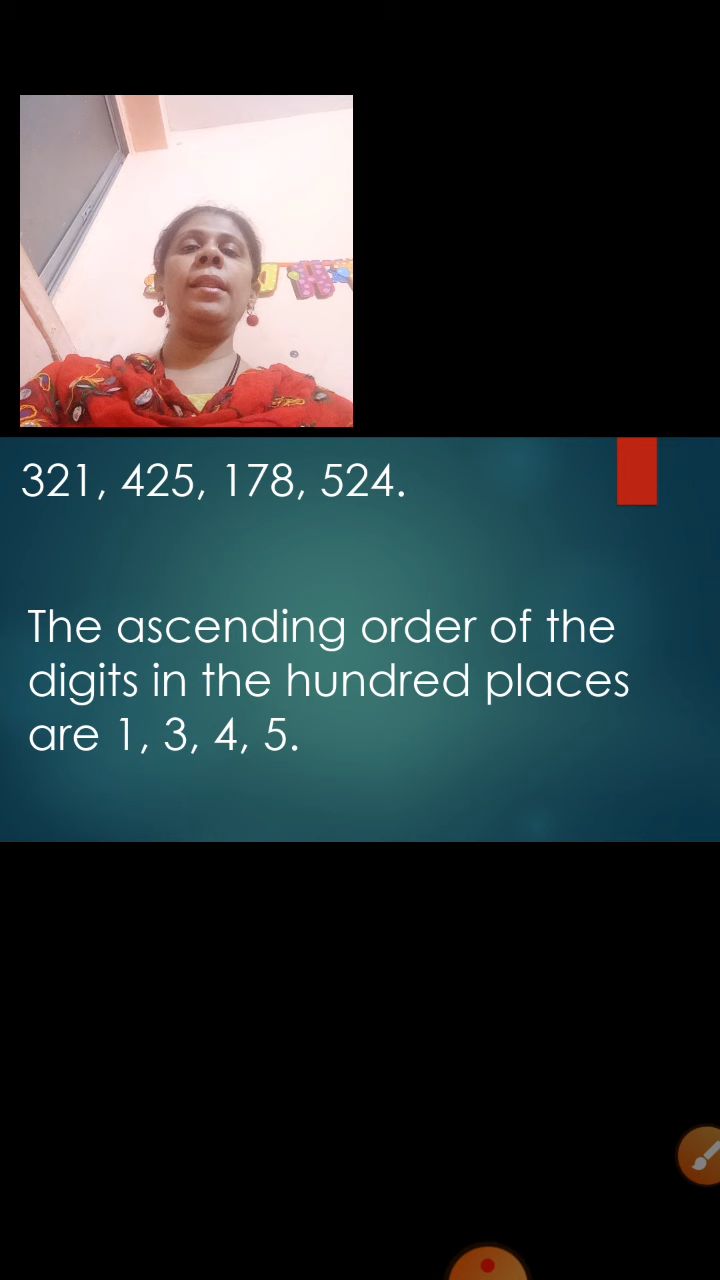 321, 425, 178, 524.
The ascending order of the
digits in the hundred places
are 1, 3, 4, 5.